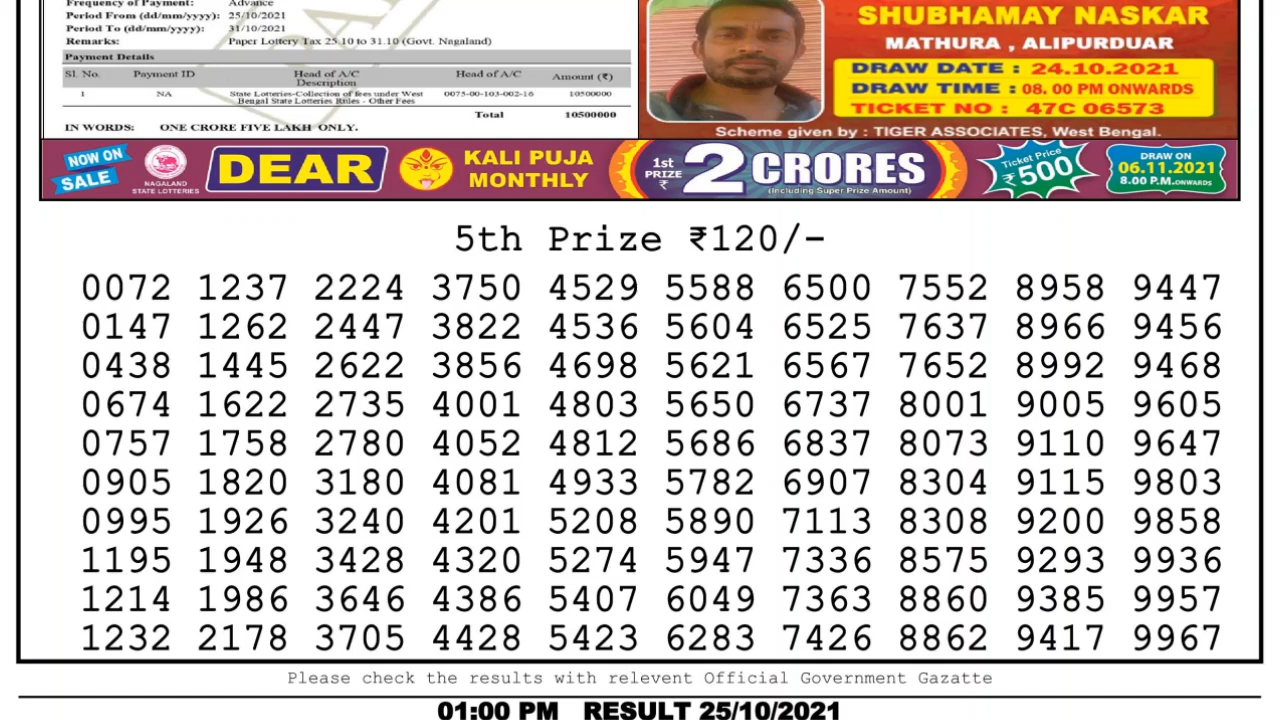 Frequency of Payment: Advance
Period From (dd/mm/yyyy): 25/10/2021
Period To (dd/mm/yyyy): 31/10/2021
Remarks: Paper Lottery Tax 25.10 to 31.10 (Govt. Nagaland)
Payment Details
Sl. No. Payment ID Head of A/C Description Head of A/C Amount (₹)
1 NA State Lotteries-Collection of fees under West Bengal State Lotteries Rules - Other Fees 0075-00-103-002-16 10500000
Total 10500000
IN WORDS: ONE CRORE FIVE LAKH ONLY.
SHUBHAMAY NASKAR
MATHURA , ALIPURDUAR
DRAW DATE : 24.10.2021
DRAW TIME : 08. 00 PM ONWARDS
TICKET NO : 47C 06573
Scheme given by : TIGER ASSOCIATES, West Bengal.
NOW ON SALE
NAGALAND STATE LOTTERIES
DEAR
KALI PUJA MONTHLY
1st PRIZE ₹ 2 CRORES
(Including Super Prize Amount)
Ticket Price ₹500
DRAW ON
06.11.2021
8.00 P.M.ONWARDS
5th Prize ₹120/-
0072 1237 2224 3750 4529 5588 6500 7552 8958 9447
0147 1262 2447 3822 4536 5604 6525 7637 8966 9456
0438 1445 2622 3856 4698 5621 6567 7652 8992 9468
0674 1622 2735 4001 4803 5650 6737 8001 9005 9605
0757 1758 2780 4052 4812 5686 6837 8073 9110 9647
0905 1820 3180 4081 4933 5782 6907 8304 9115 9803
0995 1926 3240 4201 5208 5890 7113 8308 9200 9858
1195 1948 3428 4320 5274 5947 7336 8575 9293 9936
1214 1986 3646 4386 5407 6049 7363 8860 9385 9957
1232 2178 3705 4428 5423 6283 7426 8862 9417 9967
Please check the results with relevent Official Government Gazatte
01:00 PM RESULT 25/10/2021